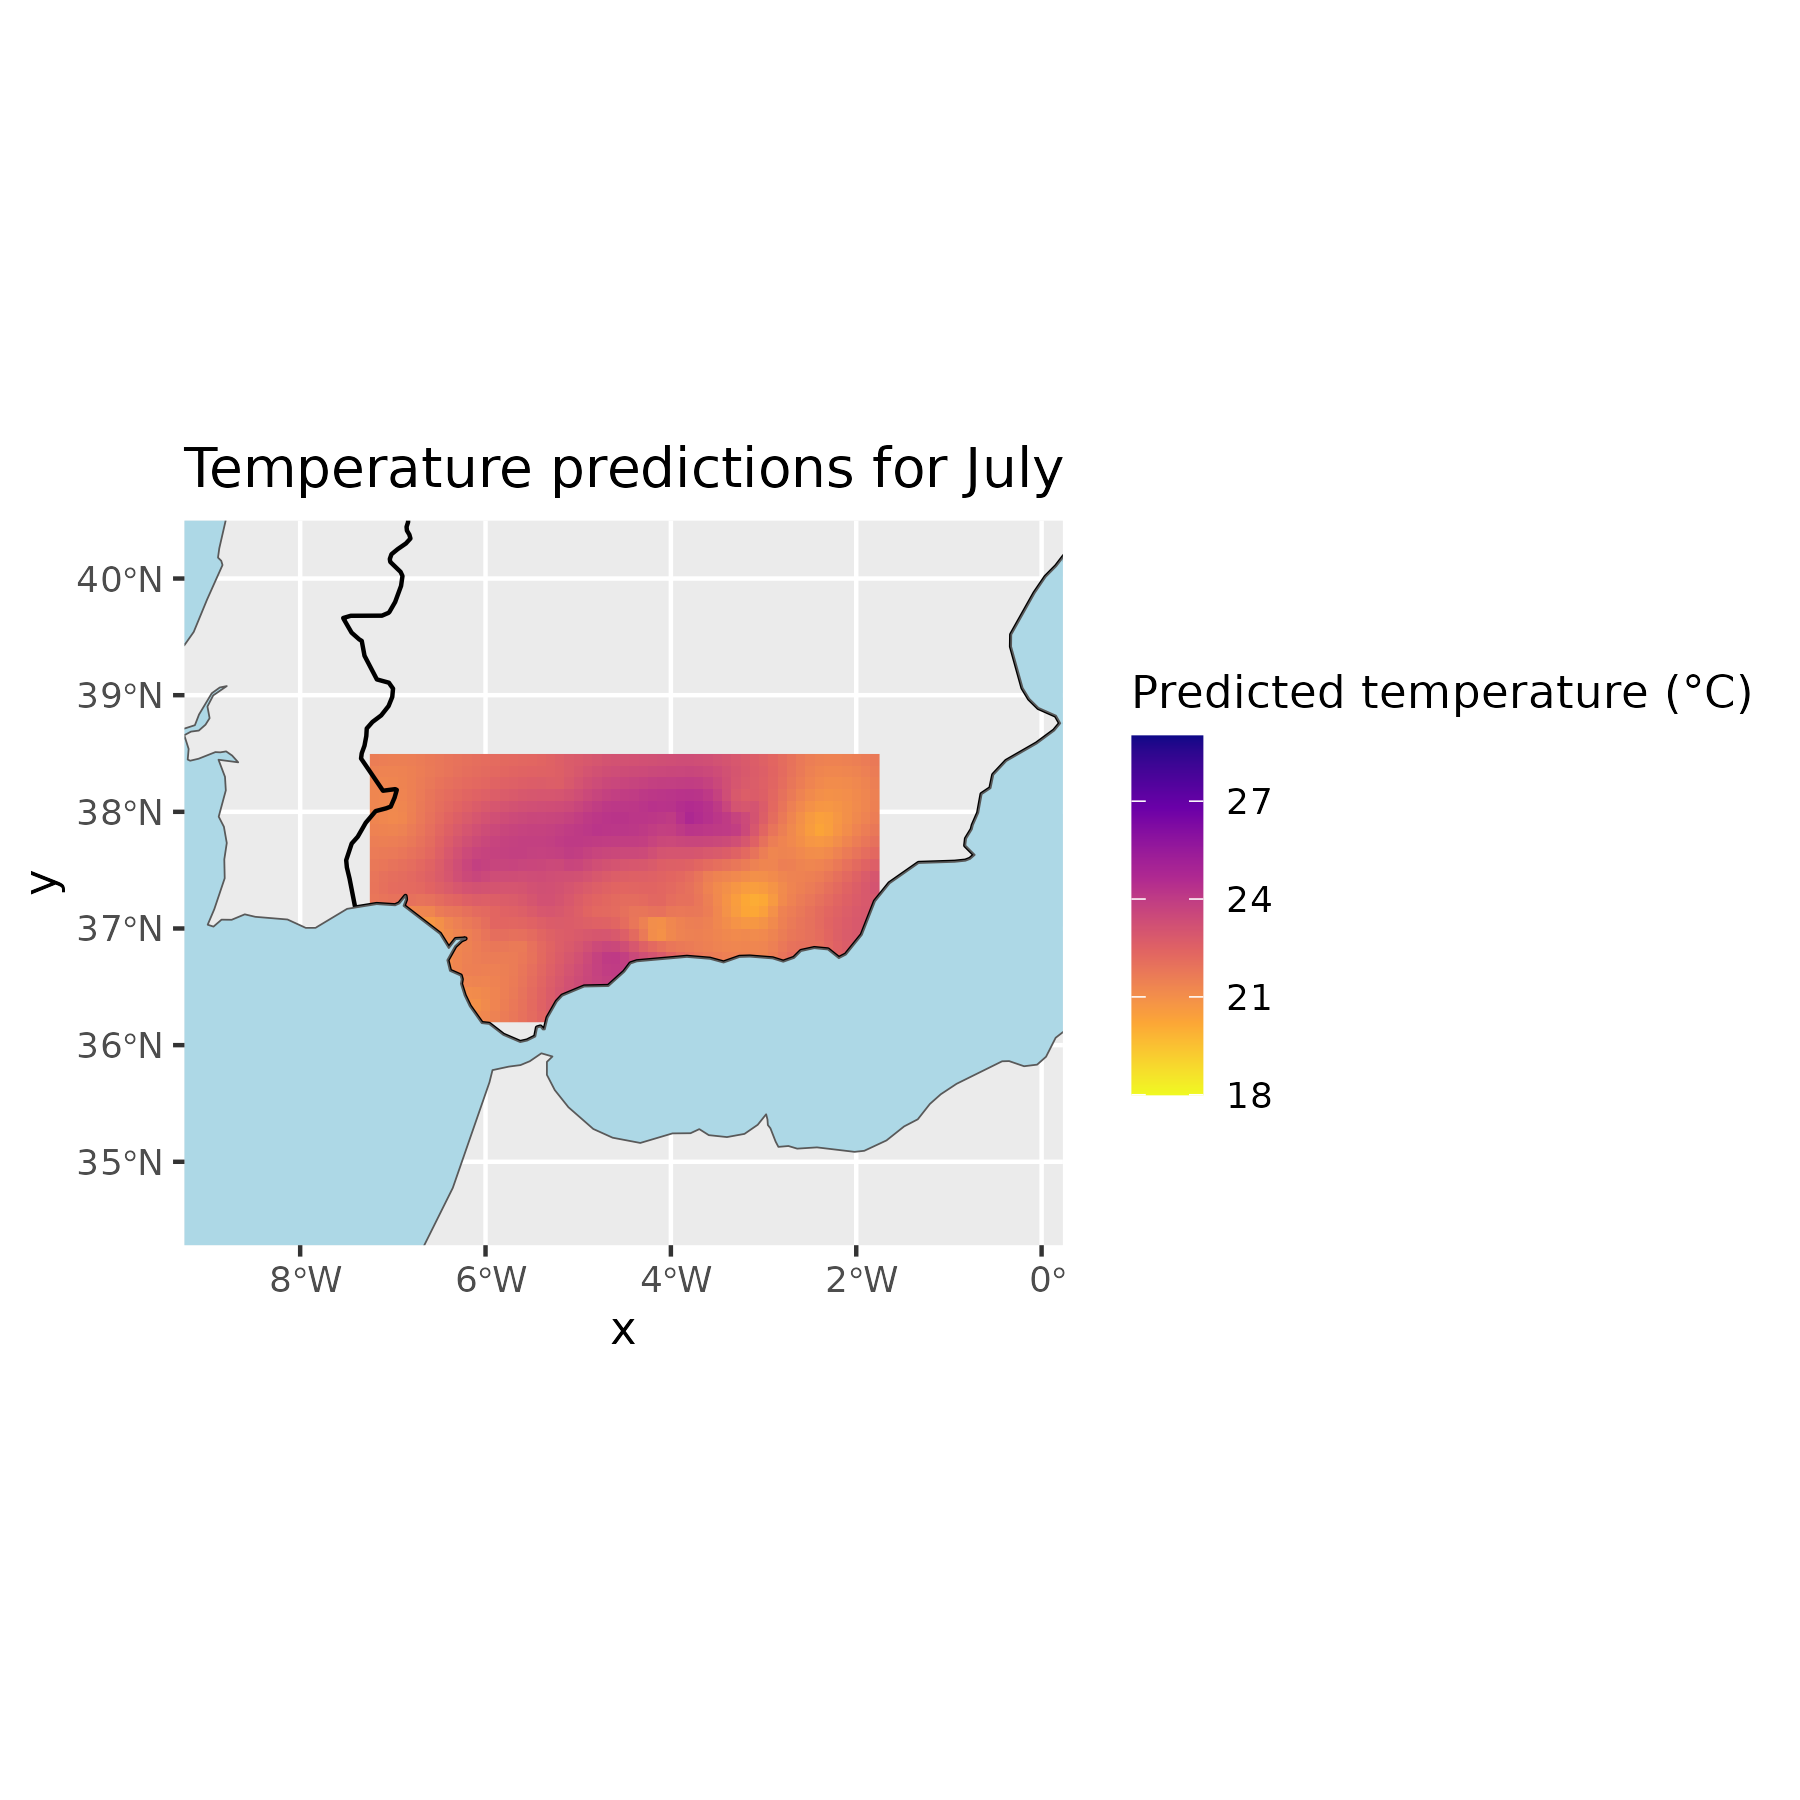 Temperature predictions for July
40°N
39°N
38°N
37°N
36°N
35°N
y
8°W 6°W 4°W 2°W 0°
x
Predicted temperature (°C)
27
24
21
18